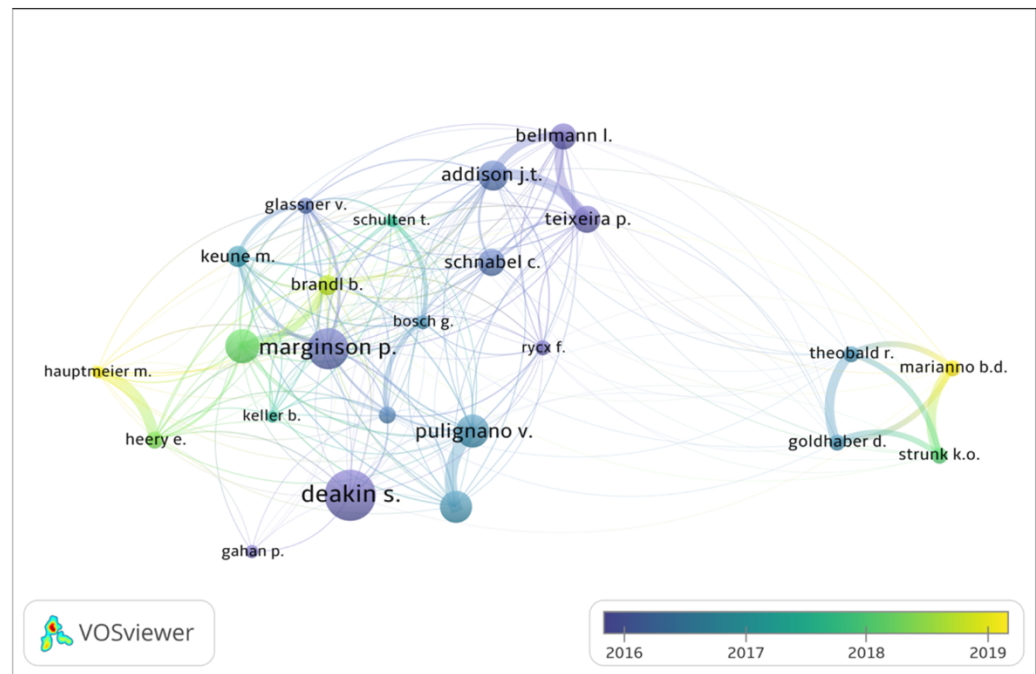 bellmann l.
addison j.t.
glassner v.
schulten t.
teixeira p.
keune m.
schnabel c.
brandl b.
bosch g.
marginson p.
rycx f.
theobald r.
marianno b.d.
hauptmeier m.
keller b.
pulignano v.
heery e.
goldhaber d.
strunk k.o.
deakin s.
gahan p.
VOSviewer
2016 2017 2018 2019